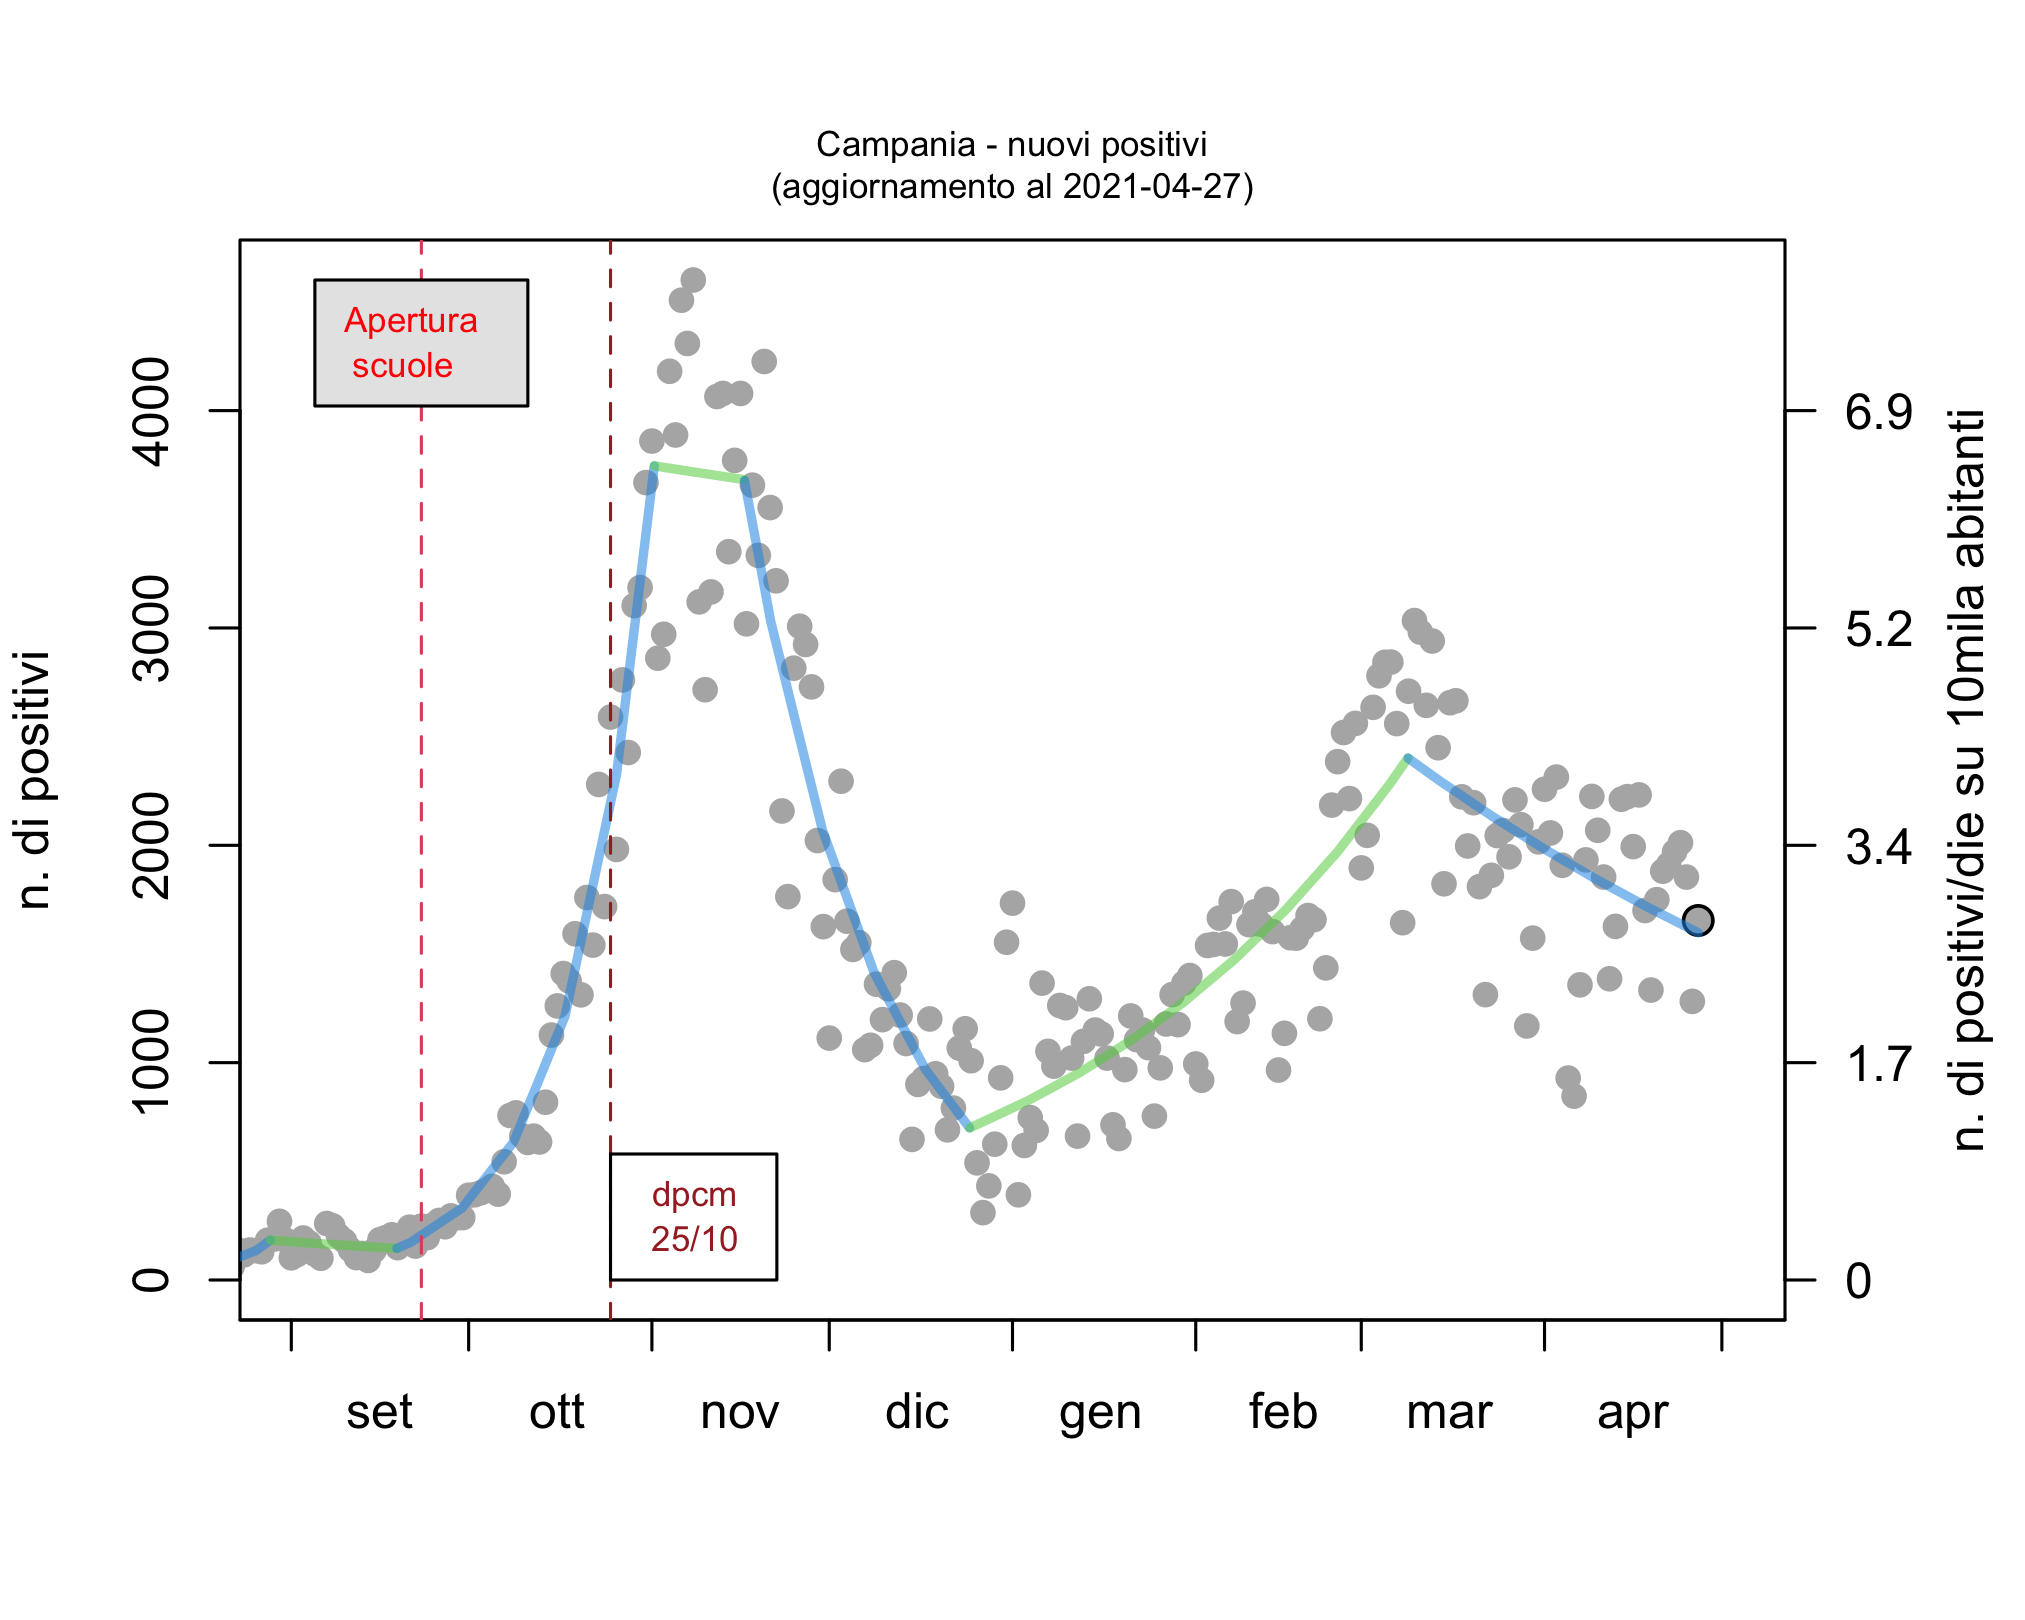 Campania - nuovi positivi
(aggiornamento al 2021-04-27)
Apertura
scuole
dpcm
25/10
n. di positivi
0
1000
2000
3000
4000
0
1.7
3.4
5.2
6.9
n. di positivi/die su 10mila abitanti
set ott nov dic gen feb mar apr